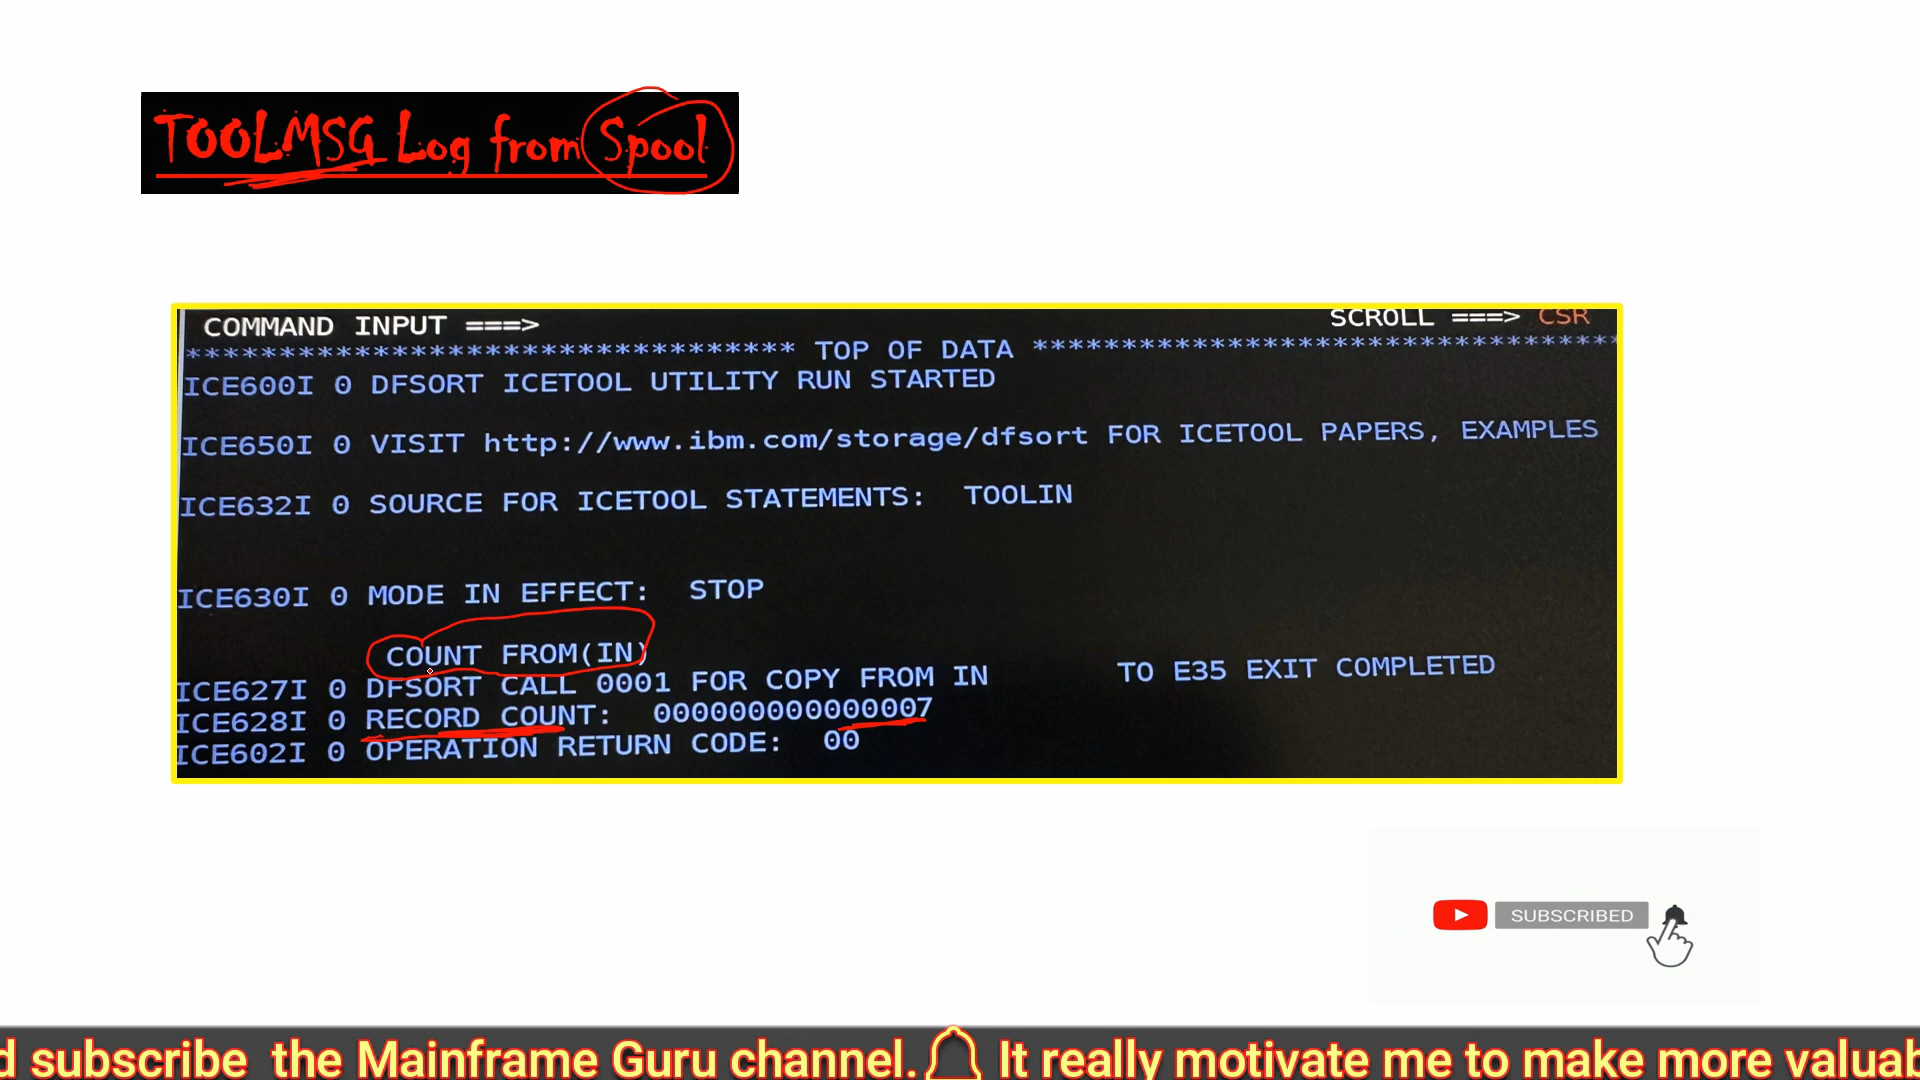 TOOLMSG Log from Spool
COMMAND INPUT ===> SCROLL ===> CSR
********************************* TOP OF DATA *********************************
ICE600I 0 DFSORT ICETOOL UTILITY RUN STARTED
ICE650I 0 VISIT http://www.ibm.com/storage/dfsort FOR ICETOOL PAPERS, EXAMPLES
ICE632I 0 SOURCE FOR ICETOOL STATEMENTS: TOOLIN
ICE630I 0 MODE IN EFFECT: STOP
COUNT FROM(IN)
ICE627I 0 DFSORT CALL 0001 FOR COPY FROM IN TO E35 EXIT COMPLETED
ICE628I 0 RECORD COUNT: 000000000000007
ICE602I 0 OPERATION RETURN CODE: 00
SUBSCRIBED
d subscribe the Mainframe Guru channel. It really motivate me to make more valuab